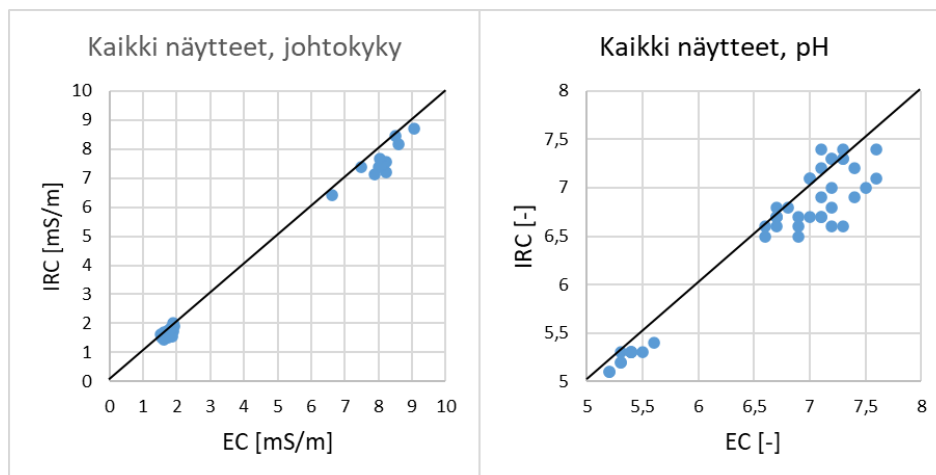 Kaikki näytteet, johtokyky
10
9
8
7
6
5
4
3
2
1
0
IRC [mS/m]
0 1 2 3 4 5 6 7 8 9 10
EC [mS/m]
Kaikki näytteet, pH
8
7,5
7
6,5
6
5,5
5
IRC [-]
5 5,5 6 6,5 7 7,5 8
EC [-]